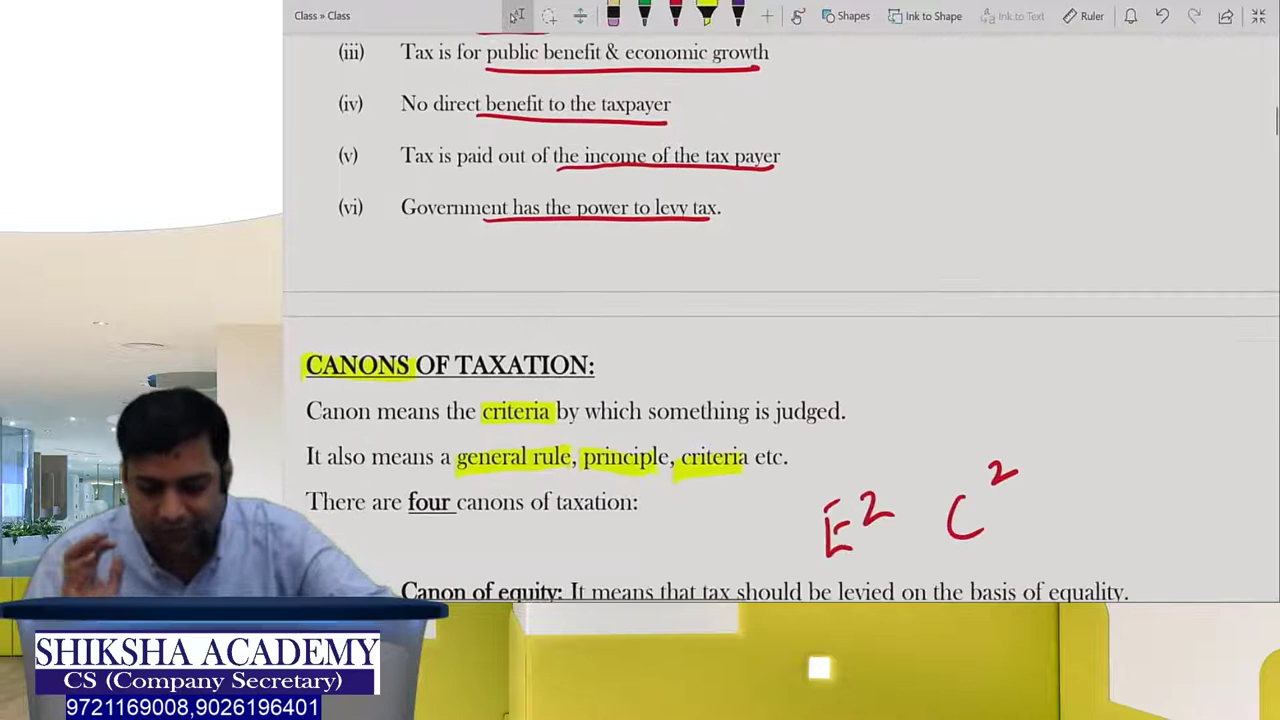 Class » Class
Shapes
Ink to Shape
Ink to Text
Ruler
(iii) Tax is for public benefit & economic growth
(iv) No direct benefit to the taxpayer
(v) Tax is paid out of the income of the tax payer
(vi) Government has the power to levy tax.
CANONS OF TAXATION:
Canon means the criteria by which something is judged.
It also means a general rule, principle, criteria etc.
There are four canons of taxation:
E² C²
Canon of equity: It means that tax should be levied on the basis of equality.
SHIKSHA ACADEMY
CS (Company Secretary)
9721169008,9026196401